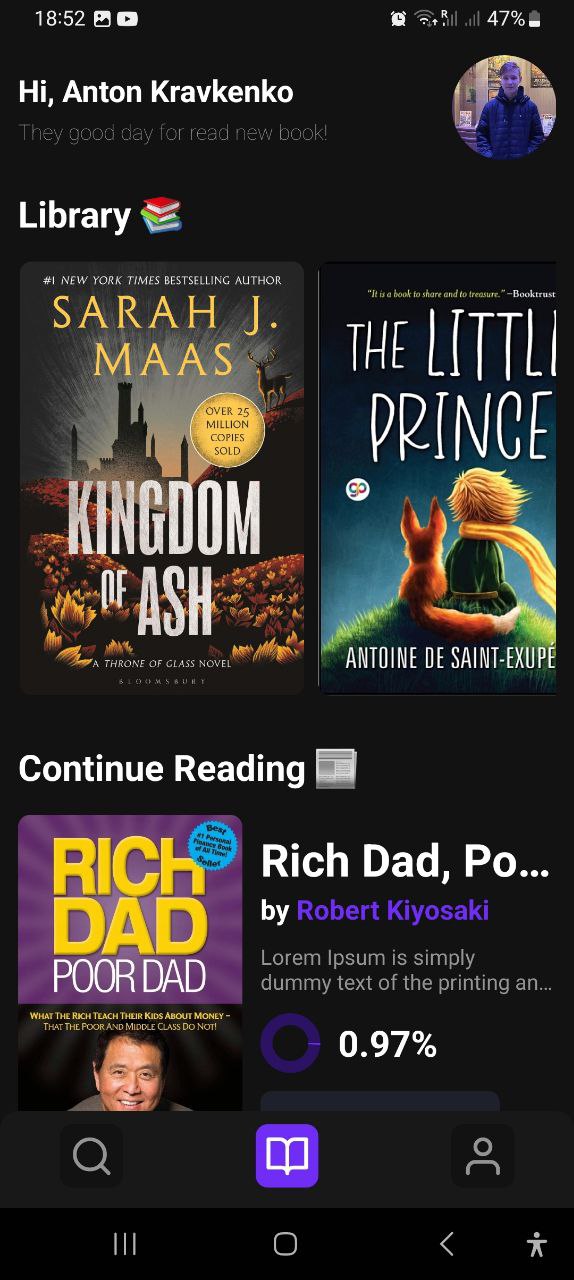 18:52
R
47%
Hi, Anton Kravkenko
They good day for read new book!
Library
#1 NEW YORK TIMES BESTSELLING AUTHOR
SARAH J.
MAAS
OVER 25
MILLION
COPIES
SOLD
KINGDOM
OF ASH
A THRONE OF GLASS NOVEL
BLOOMSBURY
"It is a book to share and to treasure." –Booktrust
THE LITTL
PRINCE
gp
ANTOINE DE SAINT-EXUPÉ
Continue Reading
Best
#1 Personal
Finance Book
of All Time!
Seller
RICH
DAD
POOR DAD
WHAT THE RICH TEACH THEIR KIDS ABOUT MONEY –
THAT THE POOR AND MIDDLE CLASS DO NOT!
Rich Dad, Po...
by Robert Kiyosaki
Lorem Ipsum is simply
dummy text of the printing an...
0.97%